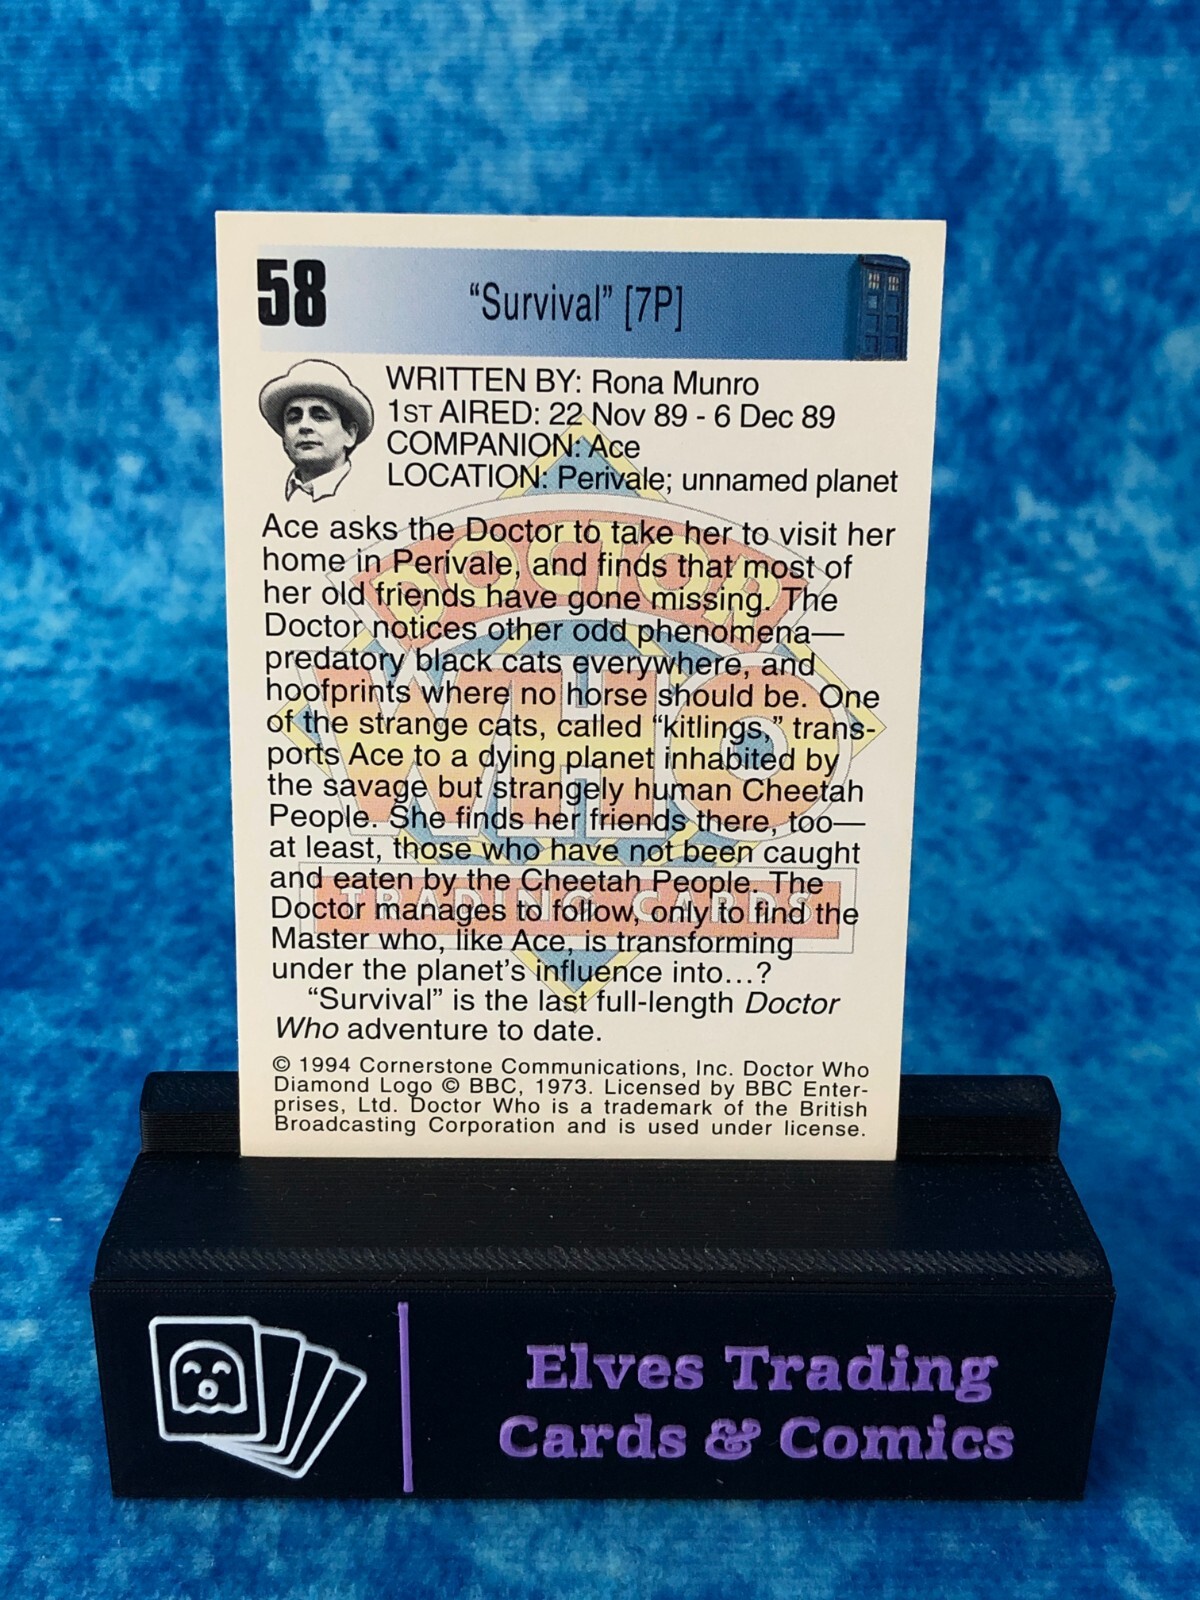 58
“Survival” [7P]
WRITTEN BY: Rona Munro
1ST AIRED: 22 Nov 89 - 6 Dec 89
COMPANION: Ace
LOCATION: Perivale; unnamed planet
Ace asks the Doctor to take her to visit her
home in Perivale, and finds that most of
her old friends have gone missing. The
Doctor notices other odd phenomena—
predatory black cats everywhere, and
hoofprints where no horse should be. One
of the strange cats, called “kitlings,” trans-
ports Ace to a dying planet inhabited by
the savage but strangely human Cheetah
People. She finds her friends there, too—
at least, those who have not been caught
and eaten by the Cheetah People. The
Doctor manages to follow, only to find the
Master who, like Ace, is transforming
under the planet’s influence into...?
“Survival” is the last full-length Doctor
Who adventure to date.
DOCTOR
WHO
TRADING CARDS
© 1994 Cornerstone Communications, Inc. Doctor Who
Diamond Logo © BBC, 1973. Licensed by BBC Enter-
prises, Ltd. Doctor Who is a trademark of the British
Broadcasting Corporation and is used under license.
Elves Trading
Cards & Comics